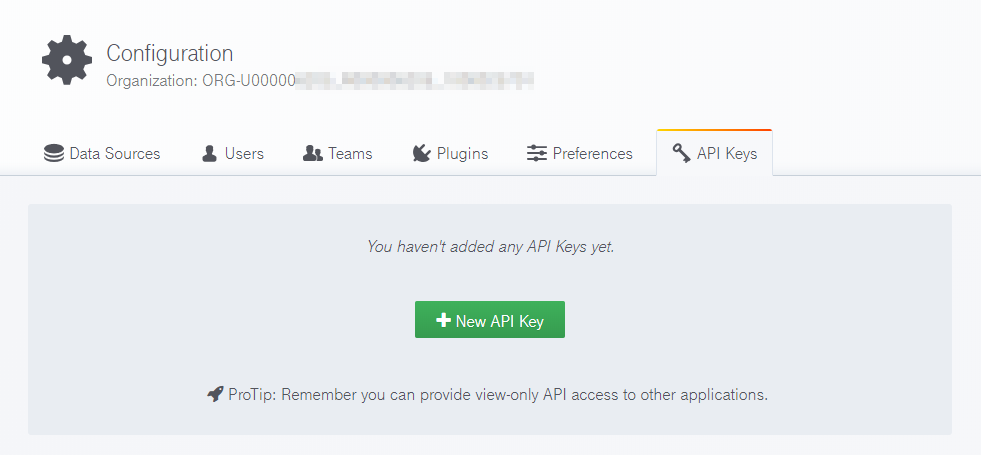 Configuration
Organization: ORG-U00000
Data Sources Users Teams Plugins Preferences API Keys
You haven't added any API Keys yet.
New API Key
ProTip: Remember you can provide view-only API access to other applications.